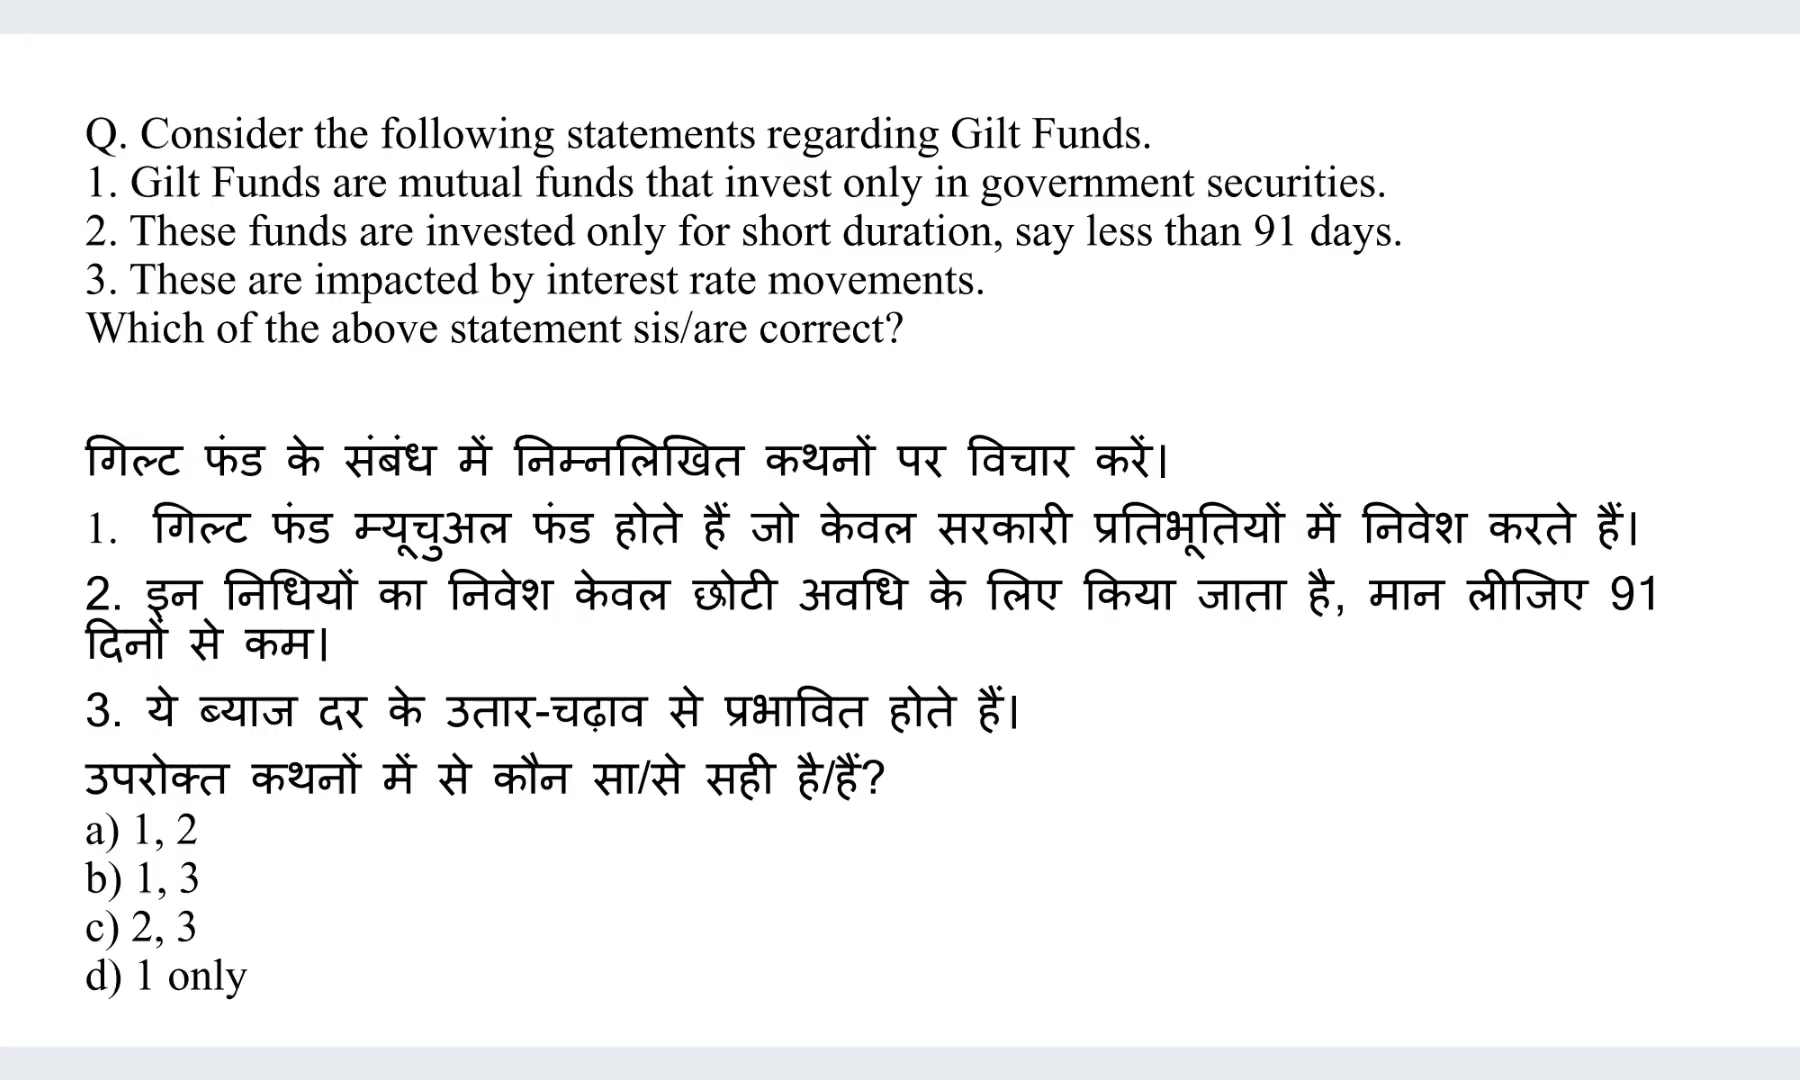 Q. Consider the following statements regarding Gilt Funds.
1. Gilt Funds are mutual funds that invest only in government securities.
2. These funds are invested only for short duration, say less than 91 days.
3. These are impacted by interest rate movements.
Which of the above statement sis/are correct?
गिल्ट फंड के संबंध में निम्नलिखित कथनों पर विचार करें।
1. गिल्ट फंड म्यूचुअल फंड होते हैं जो केवल सरकारी प्रतिभूतियों में निवेश करते हैं।
2. इन निधियों का निवेश केवल छोटी अवधि के लिए किया जाता है, मान लीजिए 91
दिनों से कम।
3. ये ब्याज दर के उतार-चढ़ाव से प्रभावित होते हैं।
उपरोक्त कथनों में से कौन सा/से सही है/हैं?
a) 1, 2
b) 1, 3
c) 2, 3
d) 1 only